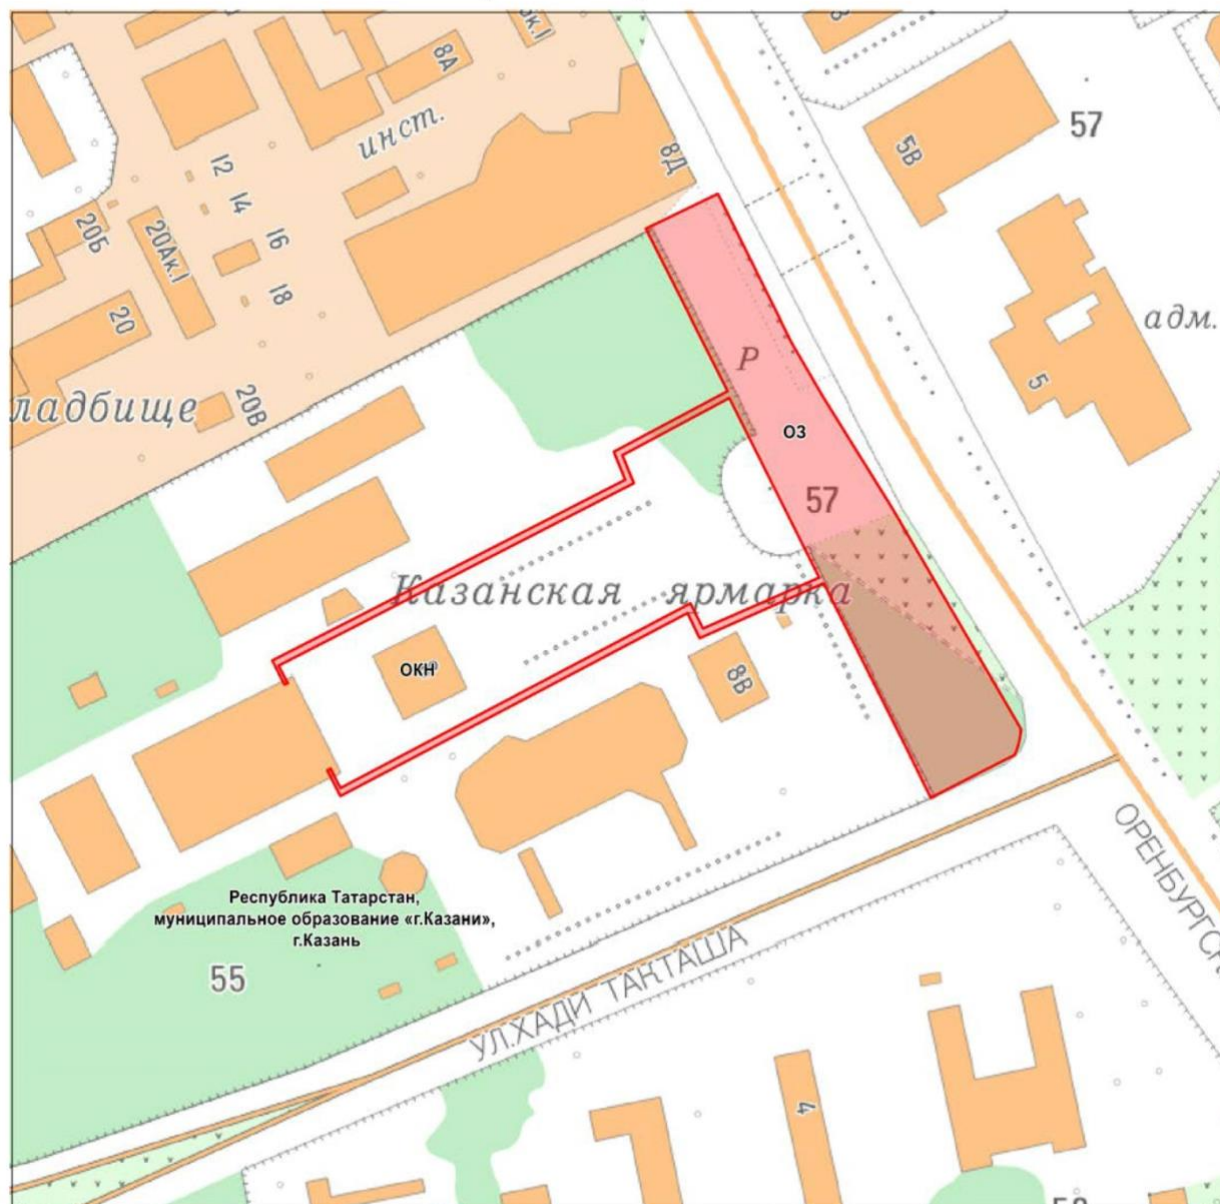 8А
инст.
8Д
57
5В
12
14
16
18
20Б
20Ак.1
20
20В
ладбище
адм.
5
Р
ОЗ
57
Казанская ярмарка
ОКН
8В
Республика Татарстан,
муниципальное образование «г.Казани»,
г.Казань
55
УЛ.ХАДИ ТАКТАША
ОРЕНБУРГСК
4